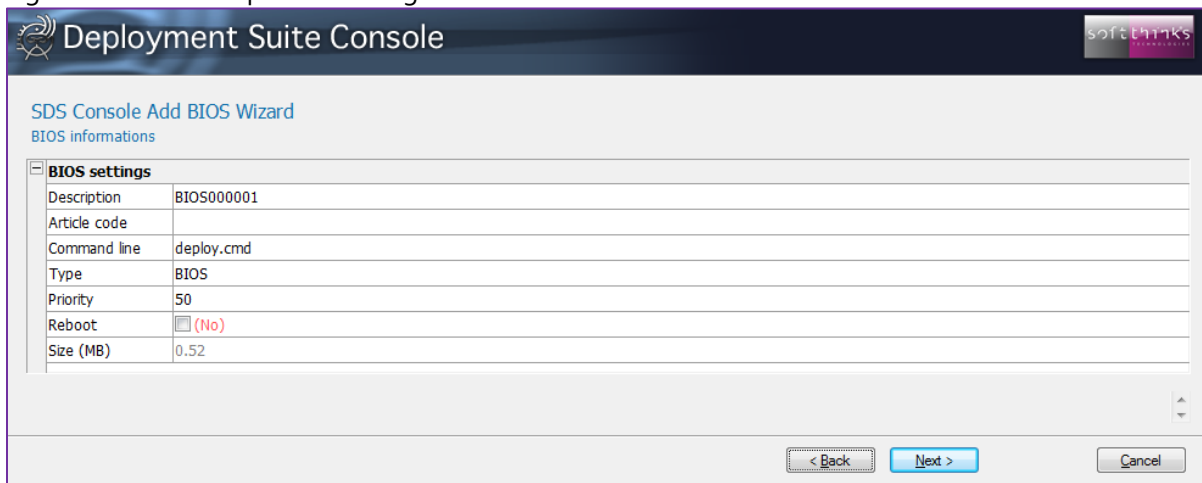 Deployment Suite Console
softthinks
TECHNOLOGIES
SDS Console Add BIOS Wizard
BIOS informations
BIOS settings
Description BIOS000001
Article code
Command line deploy.cmd
Type BIOS
Priority 50
Reboot (No)
Size (MB) 0.52
< Back Next > Cancel